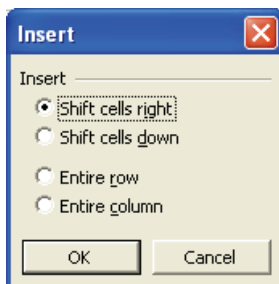 Insert
Insert
Shift cells right
Shift cells down
Entire row
Entire column
OK Cancel